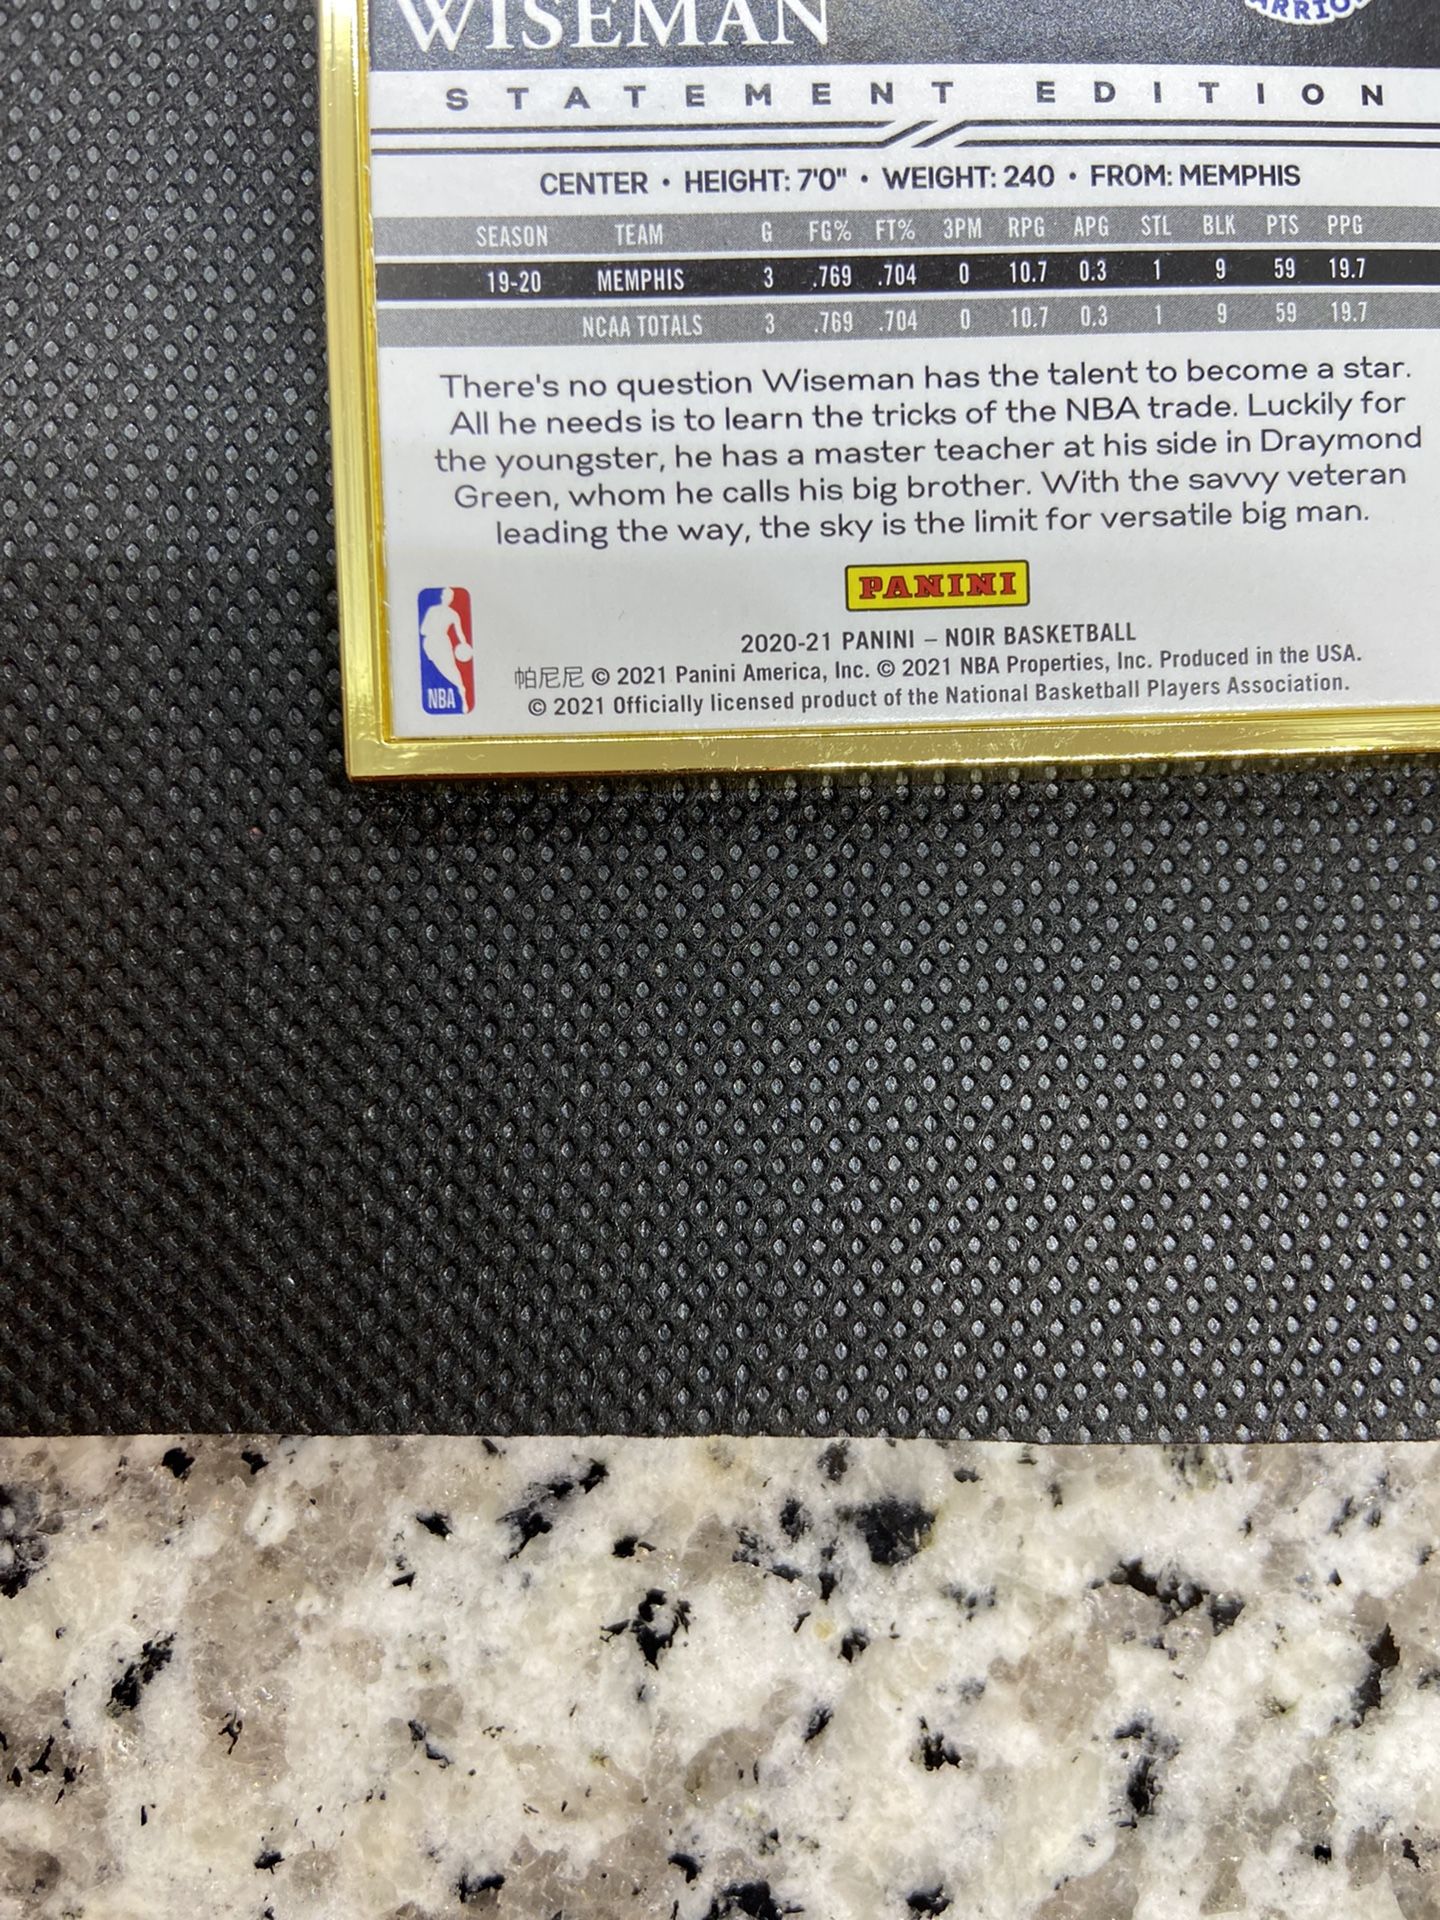 WISEMAN
STATEMENT EDITION
CENTER • HEIGHT: 7'0" • WEIGHT: 240 • FROM: MEMPHIS
SEASON TEAM G FG% FT% 3PM RPG APG STL BLK PTS PPG
19-20 MEMPHIS 3 .769 .704 0 10.7 0.3 1 9 59 19.7
NCAA TOTALS 3 .769 .704 0 10.7 0.3 1 9 59 19.7
There's no question Wiseman has the talent to become a star.
All he needs is to learn the tricks of the NBA trade. Luckily for
the youngster, he has a master teacher at his side in Draymond
Green, whom he calls his big brother. With the savvy veteran
leading the way, the sky is the limit for versatile big man.
PANINI
NBA
2020-21 PANINI – NOIR BASKETBALL
帕尼尼 © 2021 Panini America, Inc. © 2021 NBA Properties, Inc. Produced in the USA.
© 2021 Officially licensed product of the National Basketball Players Association.